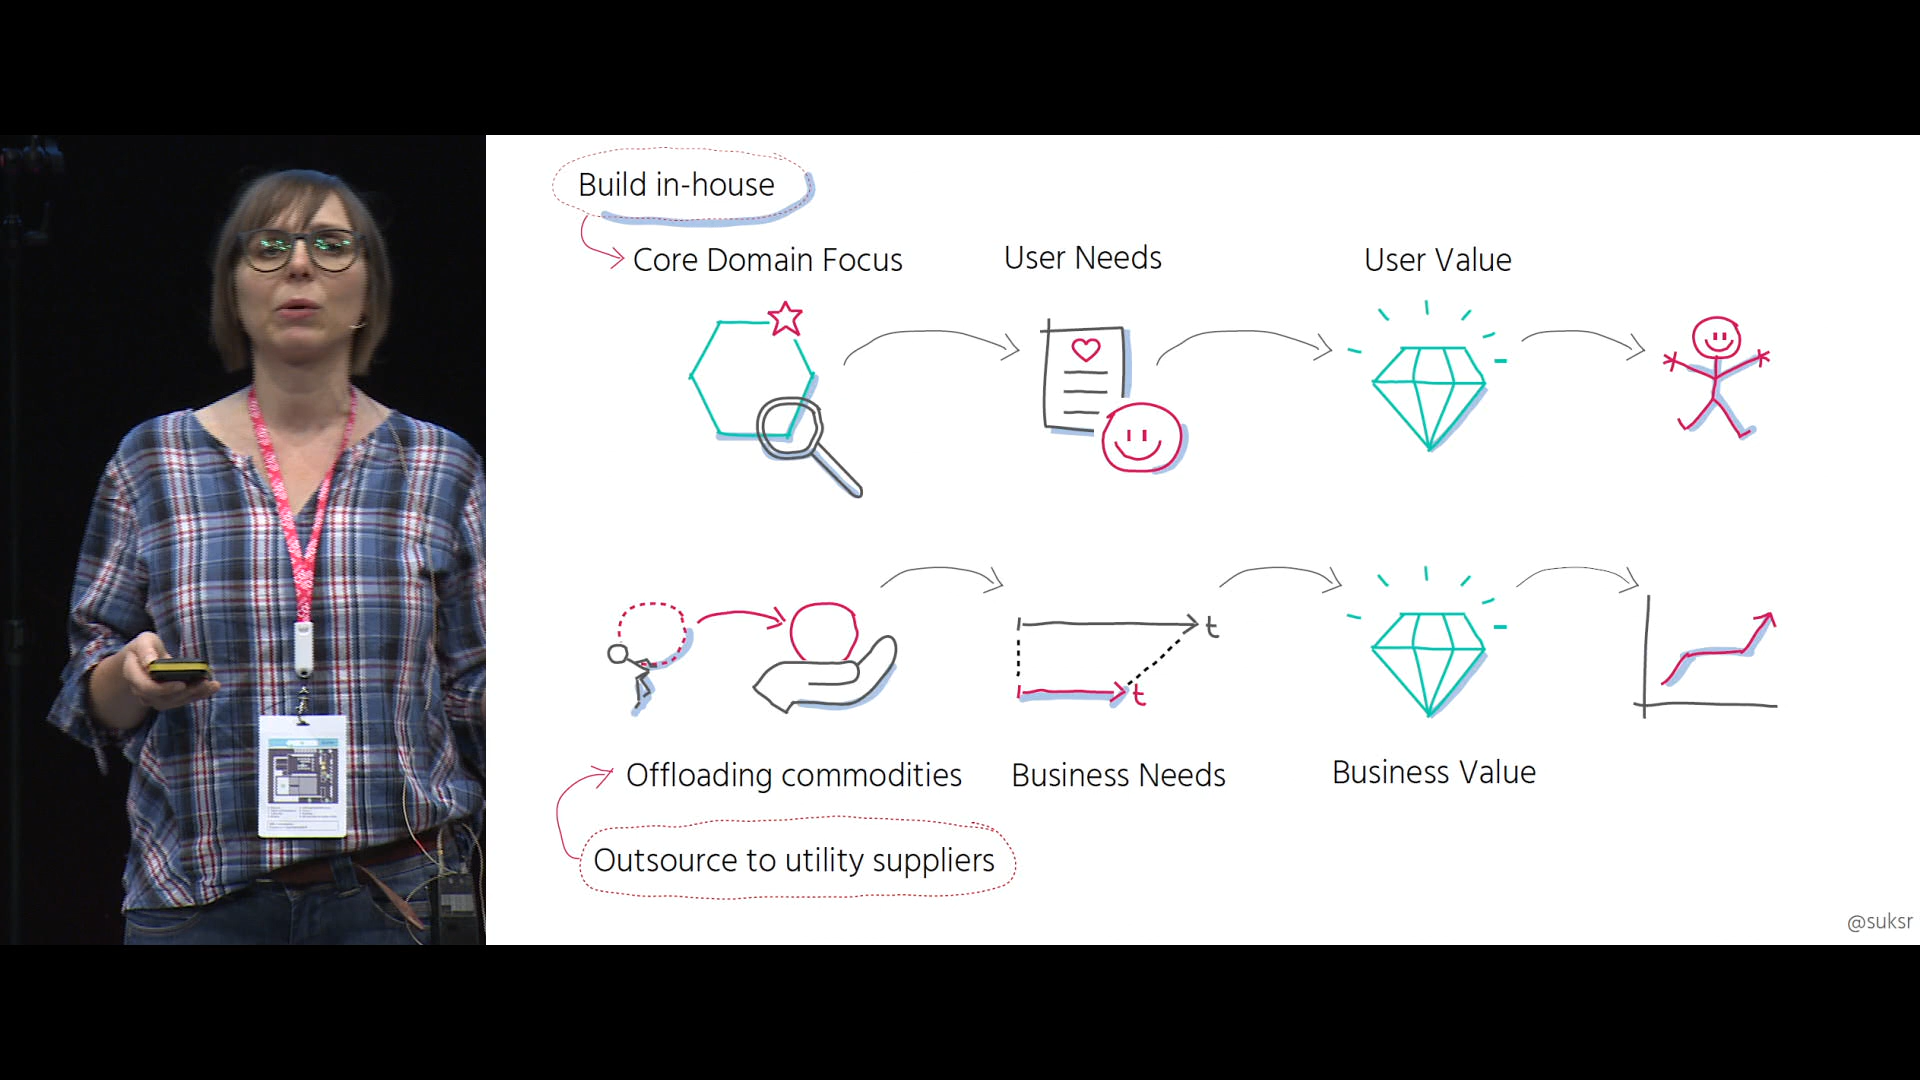 Build in-house
Core Domain Focus
User Needs
User Value
t
t
Offloading commodities
Business Needs
Business Value
Outsource to utility suppliers
@suksr